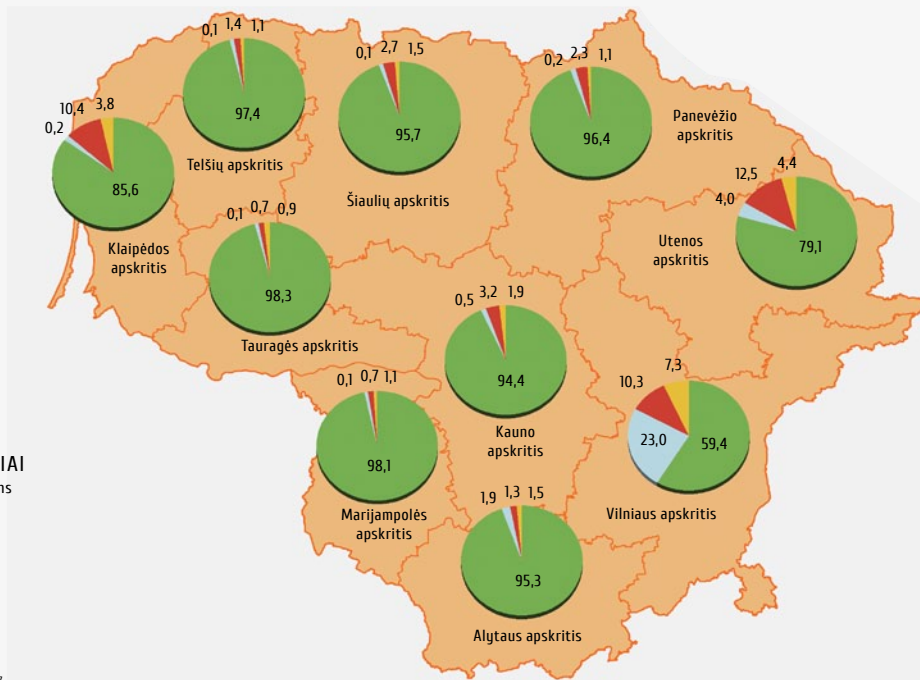 0,1 1,4 1,1
97,4
Telšių apskritis
0,1 2,7 1,5
95,7
Šiaulių apskritis
0,2 2,3 1,1
96,4
Panevėžio
apskritis
10,4 3,8
0,2
85,6
Klaipėdos
apskritis
12,5 4,4
4,0
79,1
Utenos
apskritis
0,1 0,7 0,9
98,3
Tauragės apskritis
0,5 3,2 1,9
94,4
Kauno
apskritis
0,1 0,7 1,1
98,1
Marijampolės
apskritis
10,3 7,3
23,0 59,4
Vilniaus apskritis
1,9 1,3 1,5
95,3
Alytaus apskritis
IAI
ns